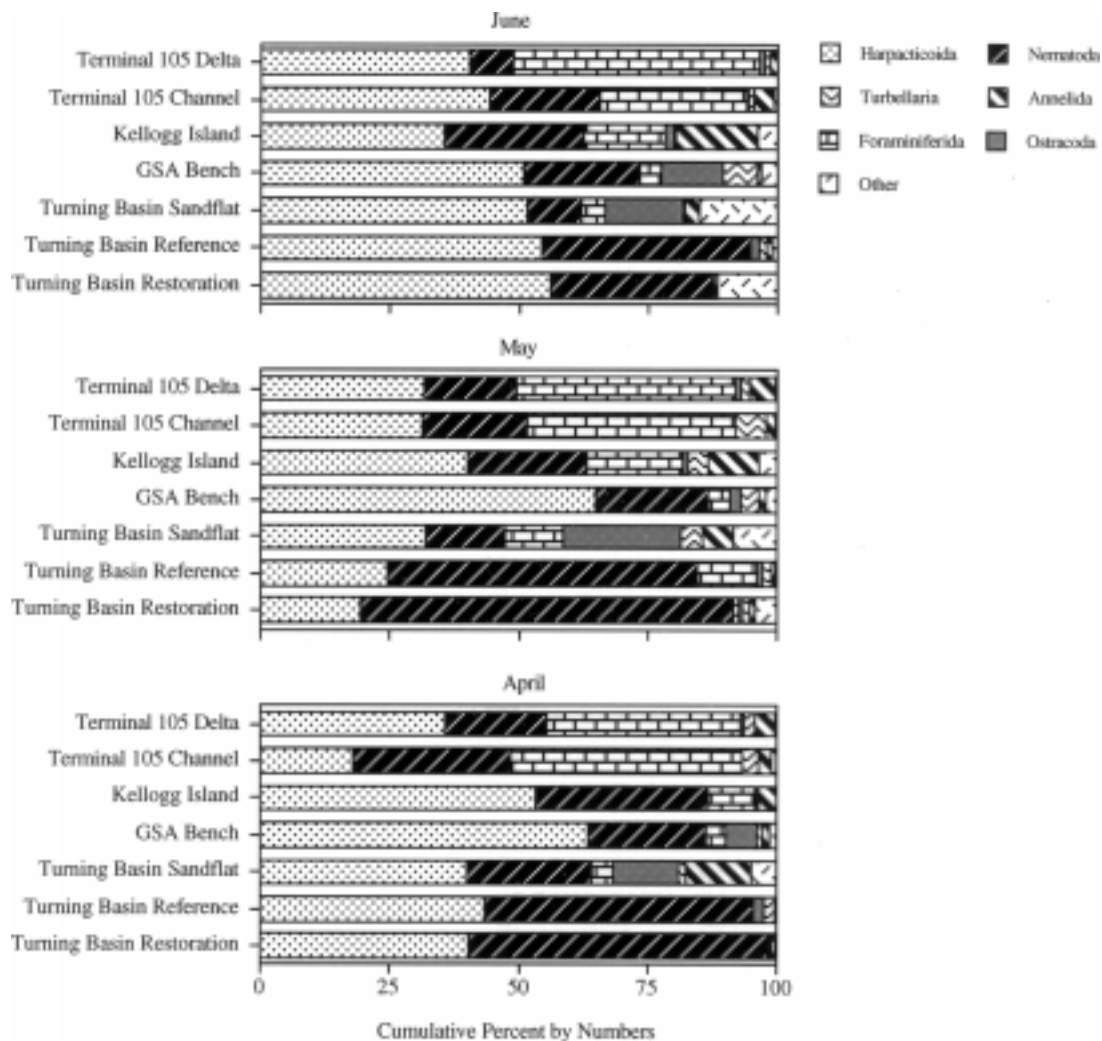 June
Terminal 105 Delta
Terminal 105 Channel
Kellogg Island
GSA Bench
Turning Basin Sandflat
Turning Basin Reference
Turning Basin Restoration
Harpacticoida
Nematoda
Turbellaria
Annelida
Foraminiferida
Ostracoda
Other
May
Terminal 105 Delta
Terminal 105 Channel
Kellogg Island
GSA Bench
Turning Basin Sandflat
Turning Basin Reference
Turning Basin Restoration
April
Terminal 105 Delta
Terminal 105 Channel
Kellogg Island
GSA Bench
Turning Basin Sandflat
Turning Basin Reference
Turning Basin Restoration
0 25 50 75 100
Cumulative Percent by Numbers